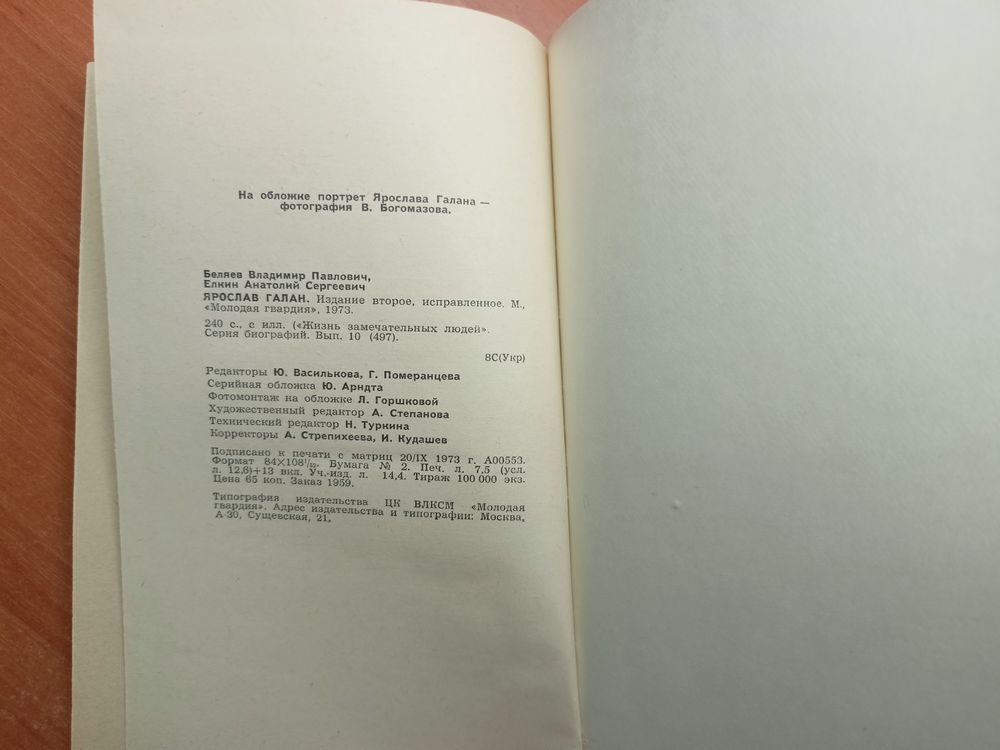 На обложке портрет Ярослава Галана —
фотография В. Богомазова.
Беляев Владимир Павлович,
Елкин Анатолий Сергеевич
ЯРОСЛАВ ГАЛАН. Издание второе, исправленное. М.,
«Молодая гвардия», 1973.
240 с., с илл. («Жизнь замечательных людей».
Серия биографий. Вып. 10 (497).
8С(Укр)
Редакторы Ю. Василькова, Г. Померанцева
Серийная обложка Ю. Арндта
Фотомонтаж на обложке Л. Горшковой
Художественный редактор А. Степанова
Технический редактор Н. Туркина
Корректоры А. Стрепихеева, И. Кудашев
Подписано к печати с матриц 20/IX 1973 г. А00553.
Формат 84×108¹/₃₂. Бумага № 2. Печ. л. 7,5 (усл.
л. 12,6)+13 вкл. Уч.-изд. л. 14,4. Тираж 100 000 экз.
Цена 65 коп. Заказ 1959.
Типография издательства ЦК ВЛКСМ «Молодая
гвардия». Адрес издательства и типографии: Москва,
А-30, Сущевская, 21.